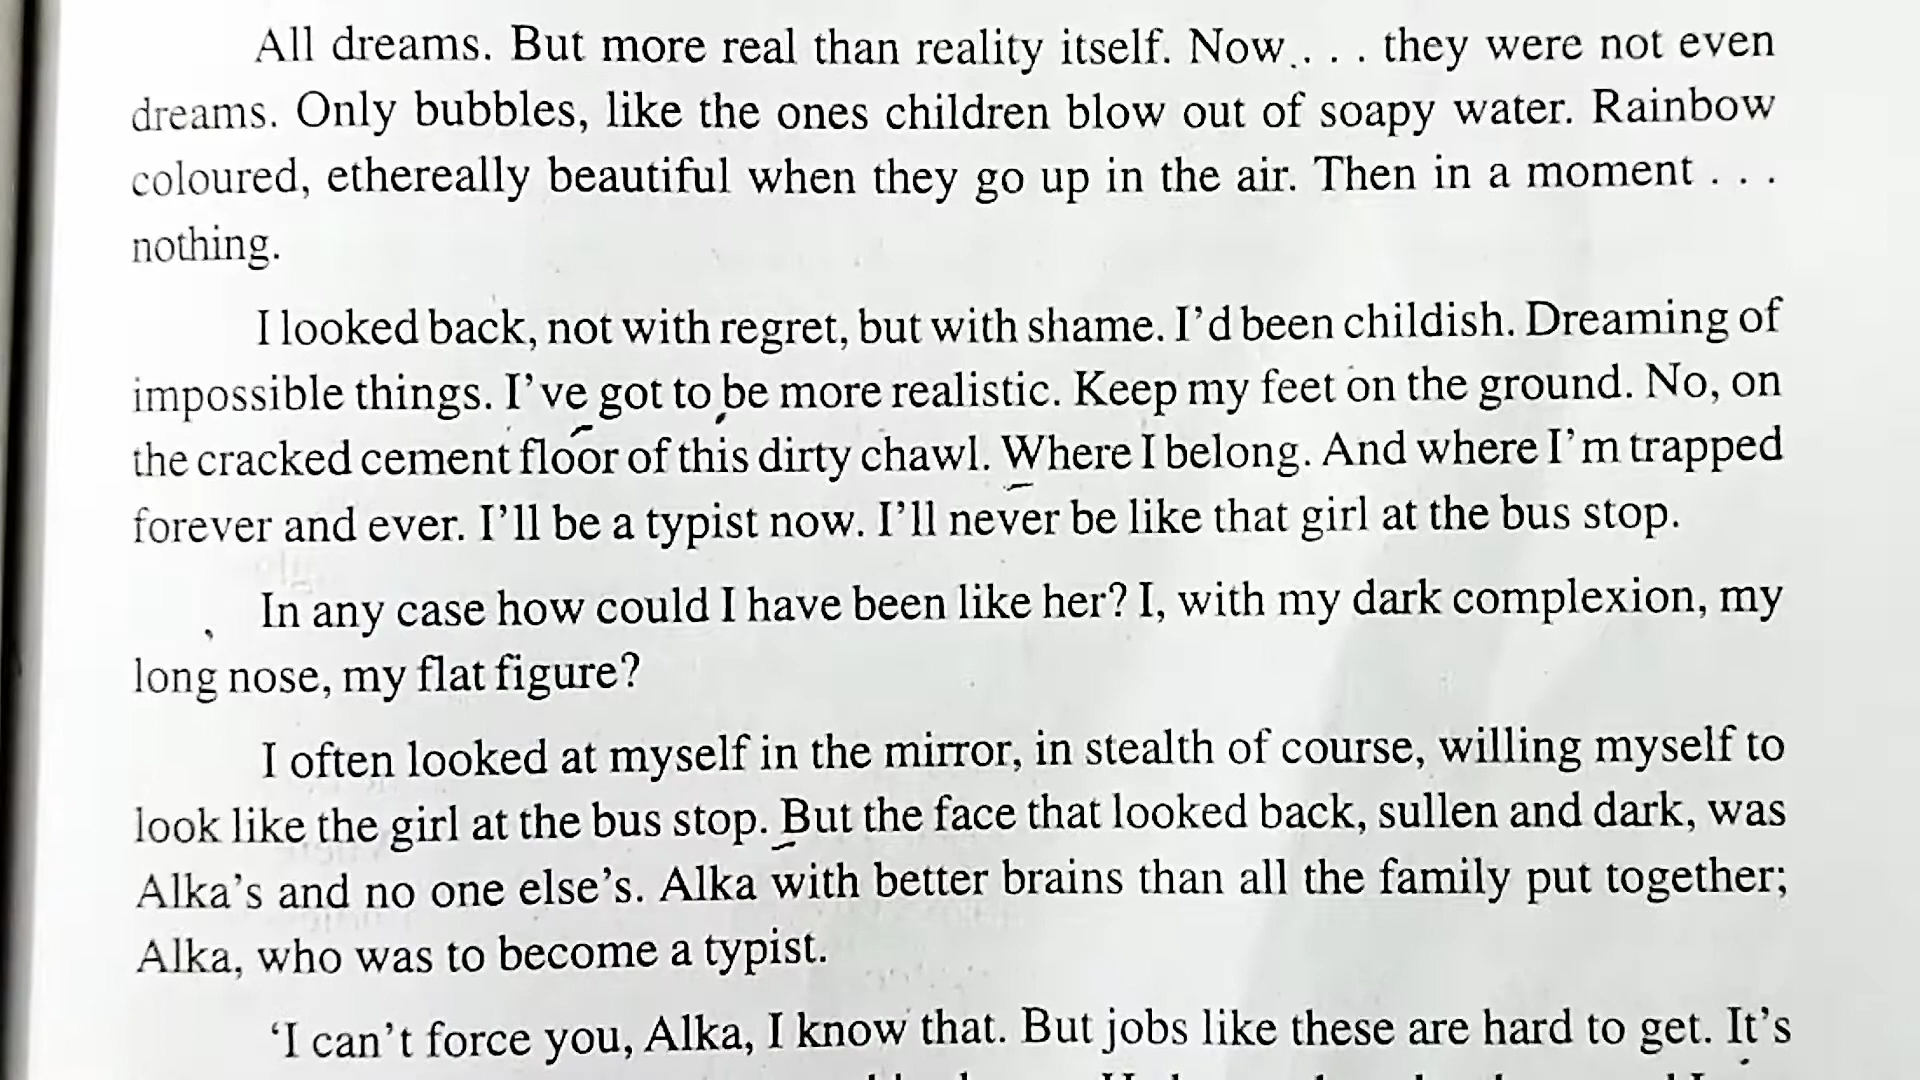 All dreams. But more real than reality itself. Now . . . . they were not even
dreams. Only bubbles, like the ones children blow out of soapy water. Rainbow
coloured, ethereally beautiful when they go up in the air. Then in a moment . . .
nothing.
I looked back, not with regret, but with shame. I’d been childish. Dreaming of
impossible things. I’ve got to be more realistic. Keep my feet on the ground. No, on
the cracked cement floor of this dirty chawl. Where I belong. And where I’m trapped
forever and ever. I’ll be a typist now. I’ll never be like that girl at the bus stop.
In any case how could I have been like her? I, with my dark complexion, my
long nose, my flat figure?
I often looked at myself in the mirror, in stealth of course, willing myself to
look like the girl at the bus stop. But the face that looked back, sullen and dark, was
Alka’s and no one else’s. Alka with better brains than all the family put together;
Alka, who was to become a typist.
‘I can’t force you, Alka, I know that. But jobs like these are hard to get. It’s